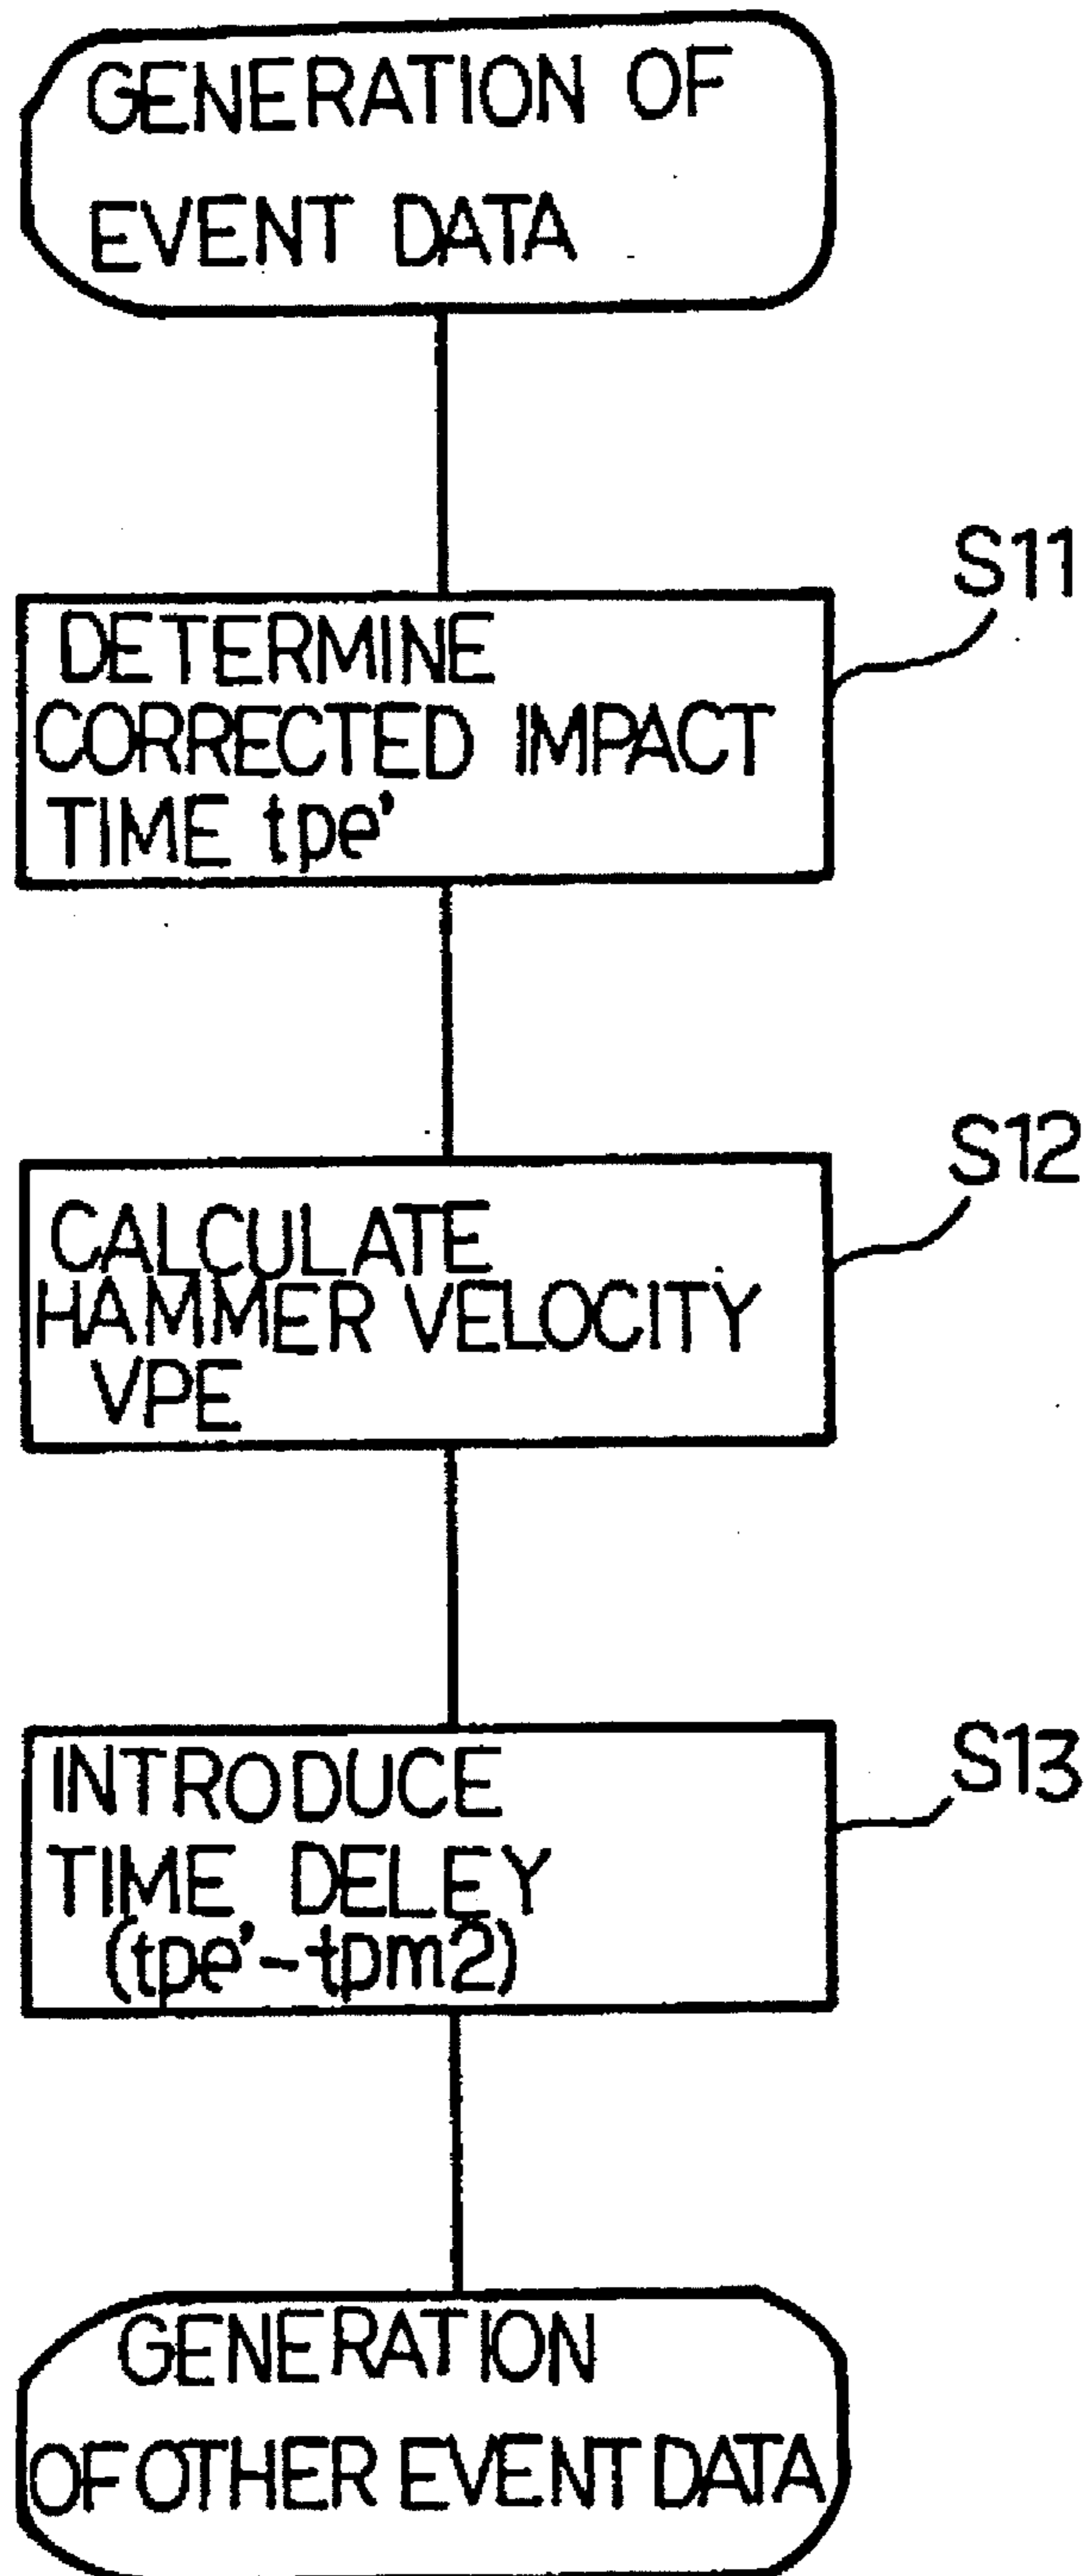 GENERATION OF
EVENT DATA
S11
DETERMINE
CORRECTED IMPACT
TIME tpe'
S12
CALCULATE
HAMMER VELOCITY
VPE
S13
INTRODUCE
TIME DELEY
(tpe'-tpm2)
GENERATION
OF OTHER EVENT DATA